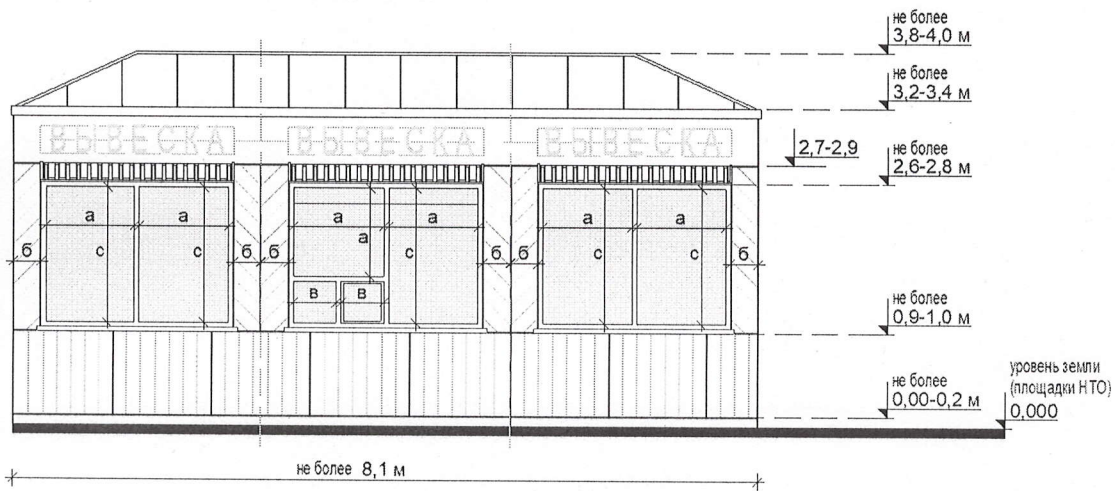 не более
3,8-4,0 м
не более
3,2-3,4 м
ВЫВЕСКА ВЫВЕСКА ВЫВЕСКА
2,7-2,9
не более
2,6-2,8 м
а а а а а а
а
б с с б б с б б с с б
в в
не более
0,9-1,0 м
уровень земли
(площадки НТО)
0,000
не более
0,00-0,2 м
не более 8,1 м